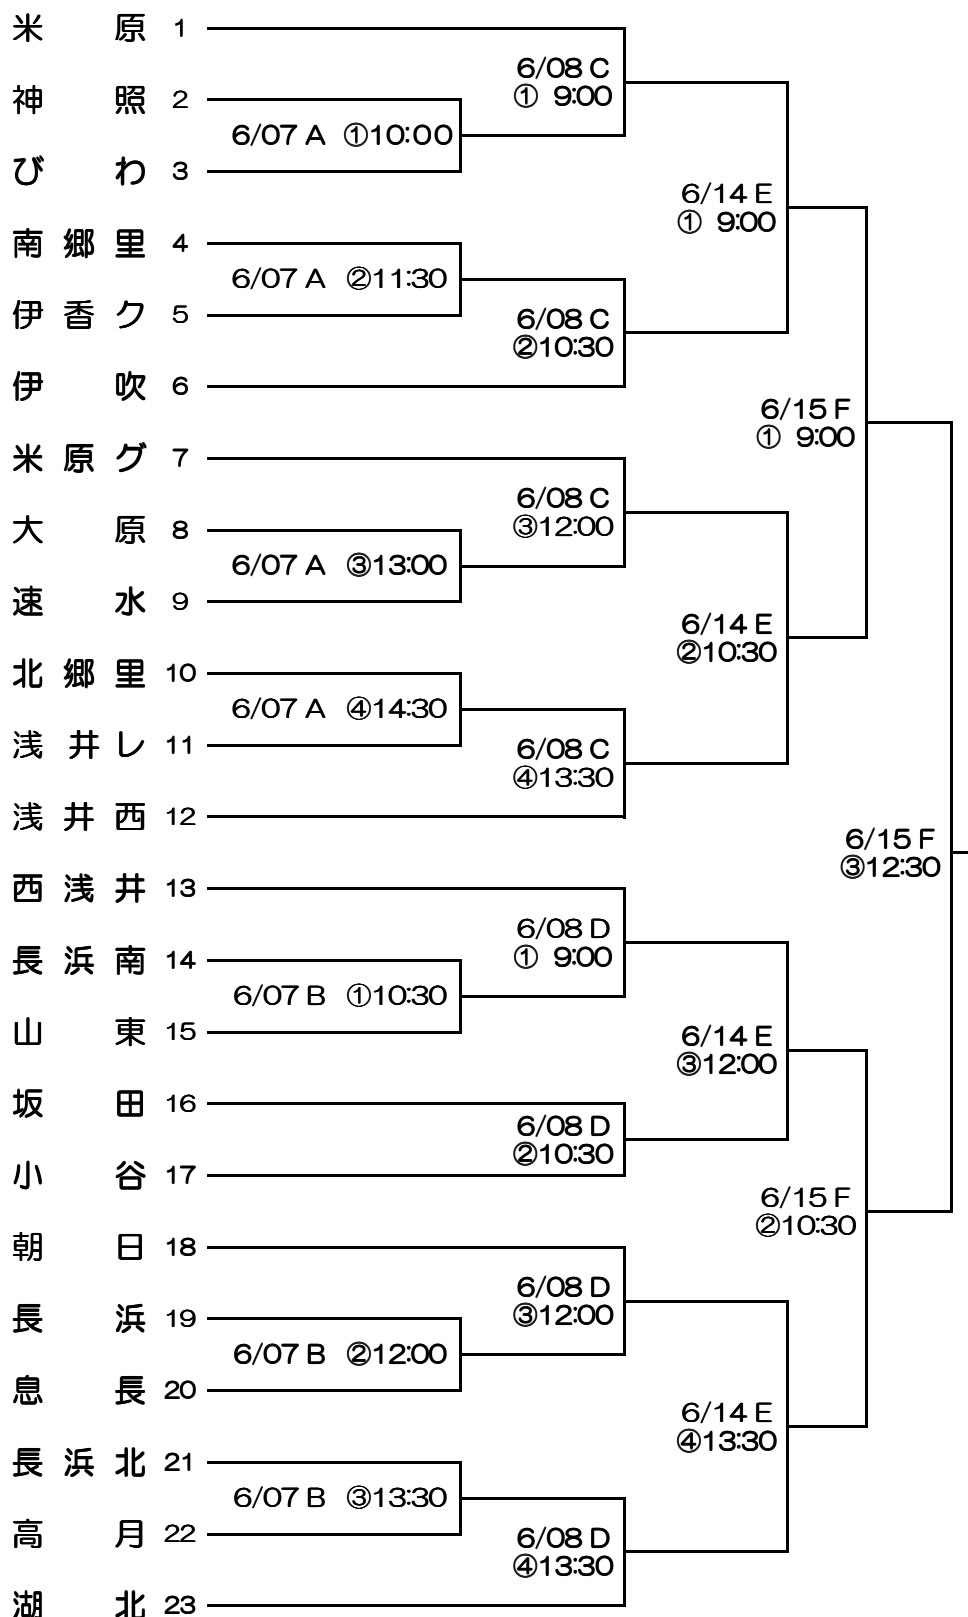 米原 1
6/08 C
① 9:00
神照 2
6/07 A ①10:00
びわ 3
6/14 E
① 9:00
南郷里 4
6/07 A ②11:30
伊香ク 5
6/08 C
②10:30
伊吹 6
6/15 F
① 9:00
米原グ 7
6/08 C
③12:00
大原 8
6/07 A ③13:00
速水 9
6/14 E
②10:30
北郷里 10
6/07 A ④14:30
浅井レ 11
6/08 C
④13:30
浅井西 12
6/15 F
③12:30
西浅井 13
6/08 D
① 9:00
長浜南 14
6/07 B ①10:30
山東 15
6/14 E
③12:00
坂田 16
6/08 D
②10:30
小谷 17
6/15 F
②10:30
朝日 18
6/08 D
③12:00
長浜 19
6/07 B ②12:00
息長 20
6/14 E
④13:30
長浜北 21
6/07 B ③13:30
高月 22
6/08 D
④13:30
湖北 23